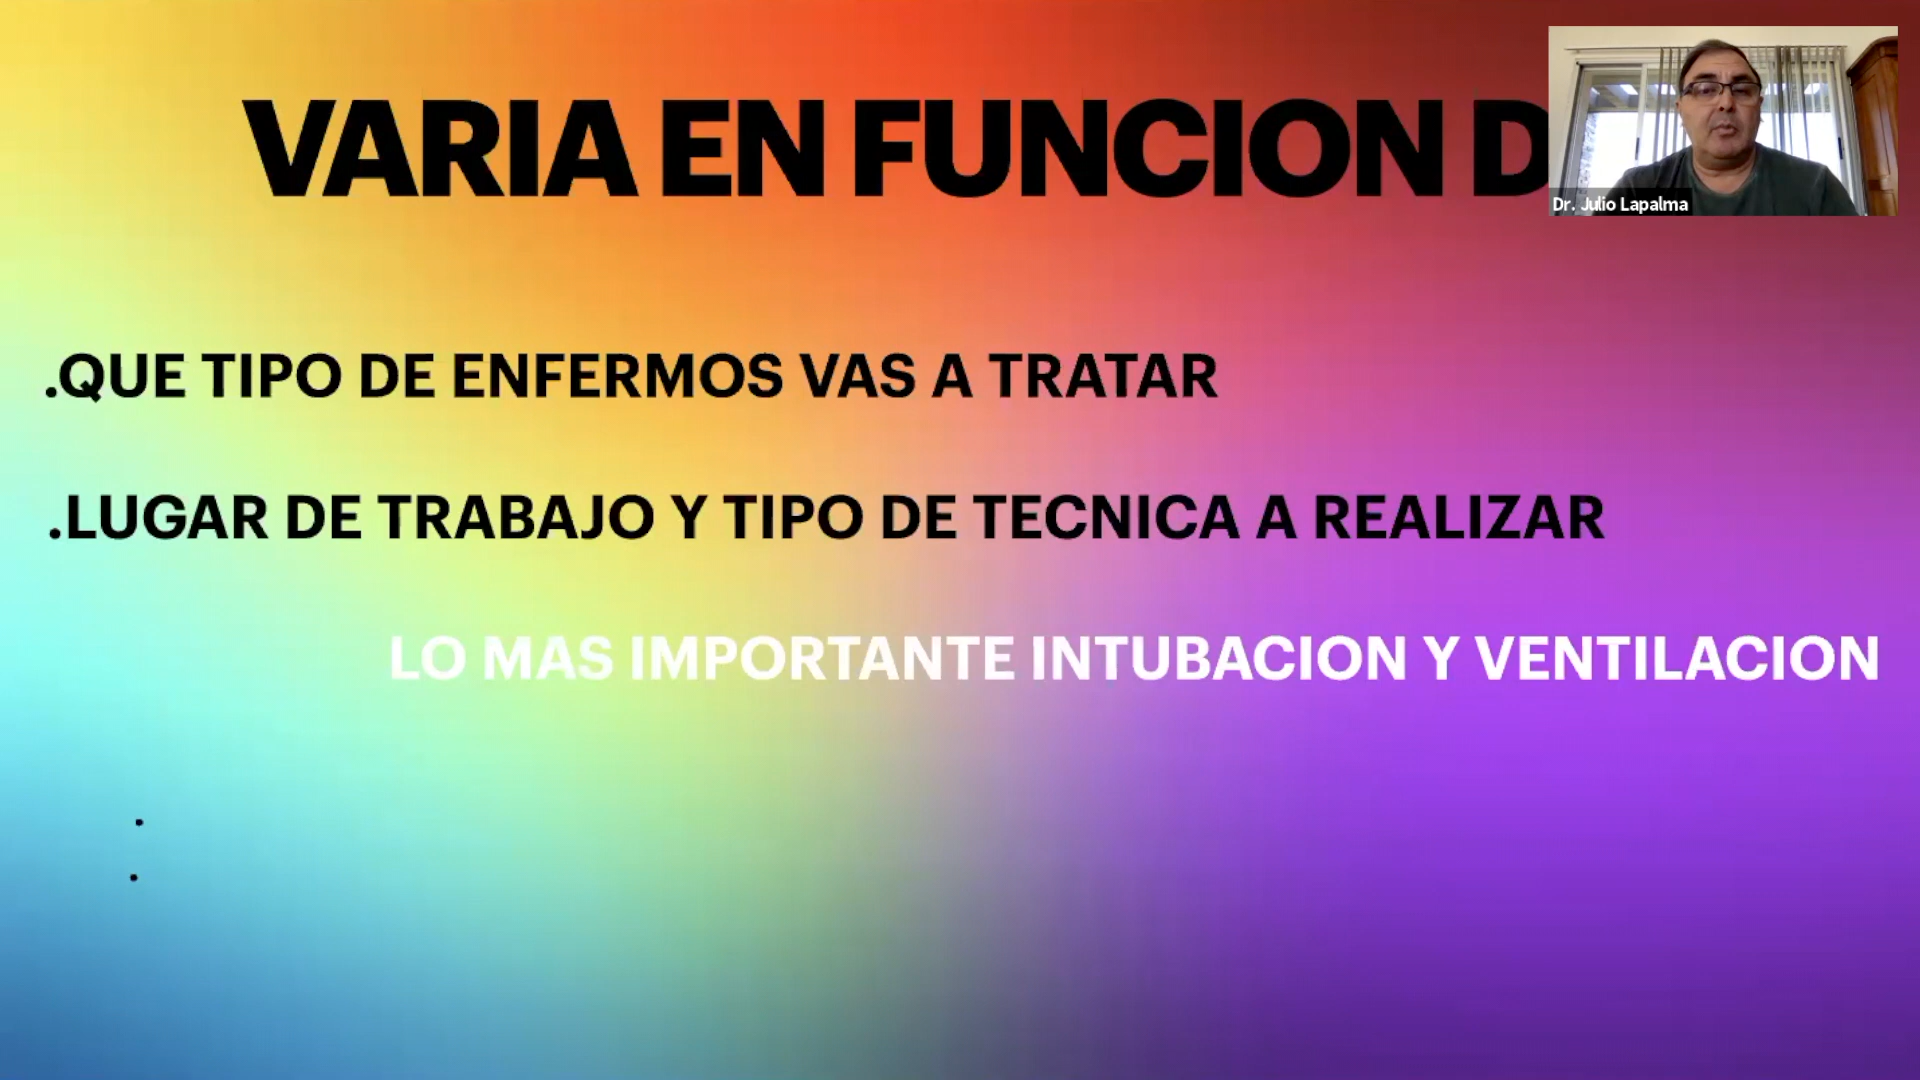 VARIA EN FUNCION D
Dr. Julio Lapalma
.QUE TIPO DE ENFERMOS VAS A TRATAR
.LUGAR DE TRABAJO Y TIPO DE TECNICA A REALIZAR
LO MAS IMPORTANTE INTUBACION Y VENTILACION
.
.